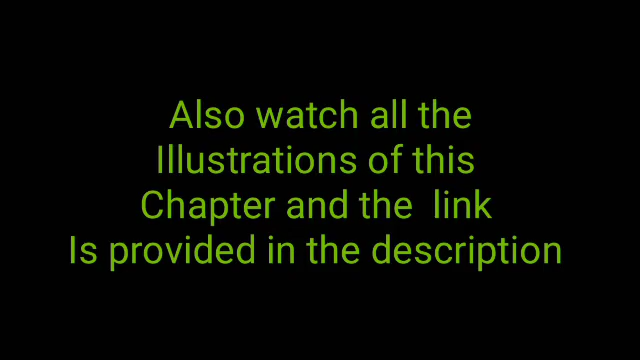 Also watch all the
Illustrations of this
Chapter and the  link
Is provided in the description